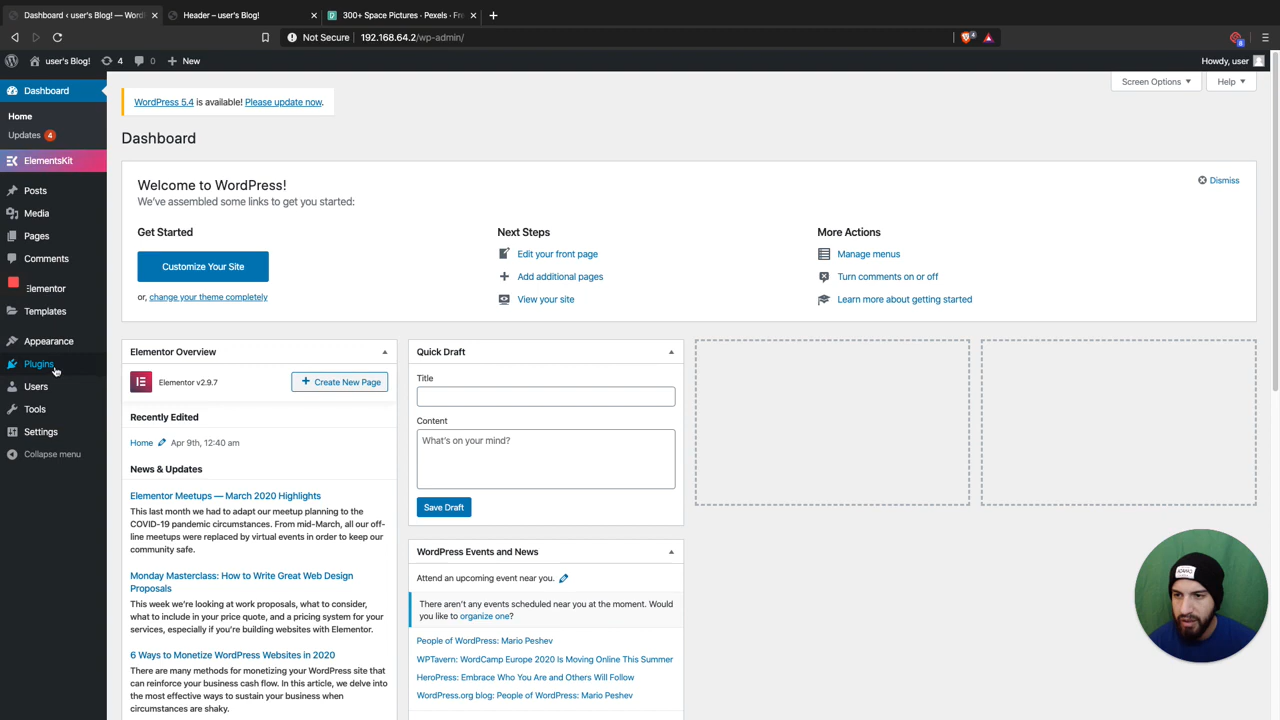 Dashboard ‹ user's Blog! — Word
Header – user's Blog!
300+ Space Pictures · Pexels · Fre
Not Secure
192.168.64.2/wp-admin/
8
4
user's Blog!
4
0
New
Howdy, user
Dashboard
Home
Updates 4
ElementsKit
Posts
Media
Pages
Comments
Elementor
Templates
Appearance
Plugins
Users
Tools
Settings
Collapse menu
Screen Options
Help
WordPress 5.4 is available! Please update now.
Dashboard
Welcome to WordPress!
Dismiss
We've assembled some links to get you started:
Get Started
Customize Your Site
or, change your theme completely
Next Steps
Edit your front page
Add additional pages
View your site
More Actions
Manage menus
Turn comments on or off
Learn more about getting started
Elementor Overview
Elementor v2.9.7
Create New Page
Recently Edited
Home Apr 9th, 12:40 am
News & Updates
Elementor Meetups — March 2020 Highlights
This last month we had to adapt our meetup planning to the
COVID-19 pandemic circumstances. From mid-March, all our off-
line meetups were replaced by virtual events in order to keep our
community safe.
Monday Masterclass: How to Write Great Web Design
Proposals
This week we're looking at work proposals, what to consider,
what to include in your price quote, and a pricing system for your
services, especially if you're building websites with Elementor.
6 Ways to Monetize WordPress Websites in 2020
There are many methods for monetizing your WordPress site that
can reinforce your business cash flow. In this article, we delve into
the most effective ways to sustain your business when
circumstances are shaky.
Quick Draft
Title
Content
What's on your mind?
Save Draft
WordPress Events and News
Attend an upcoming event near you.
There aren't any events scheduled near you at the moment. Would
you like to organize one?
People of WordPress: Mario Peshev
WPTavern: WordCamp Europe 2020 Is Moving Online This Summer
HeroPress: Embrace Who You Are and Others Will Follow
WordPress.org blog: People of WordPress: Mario Peshev